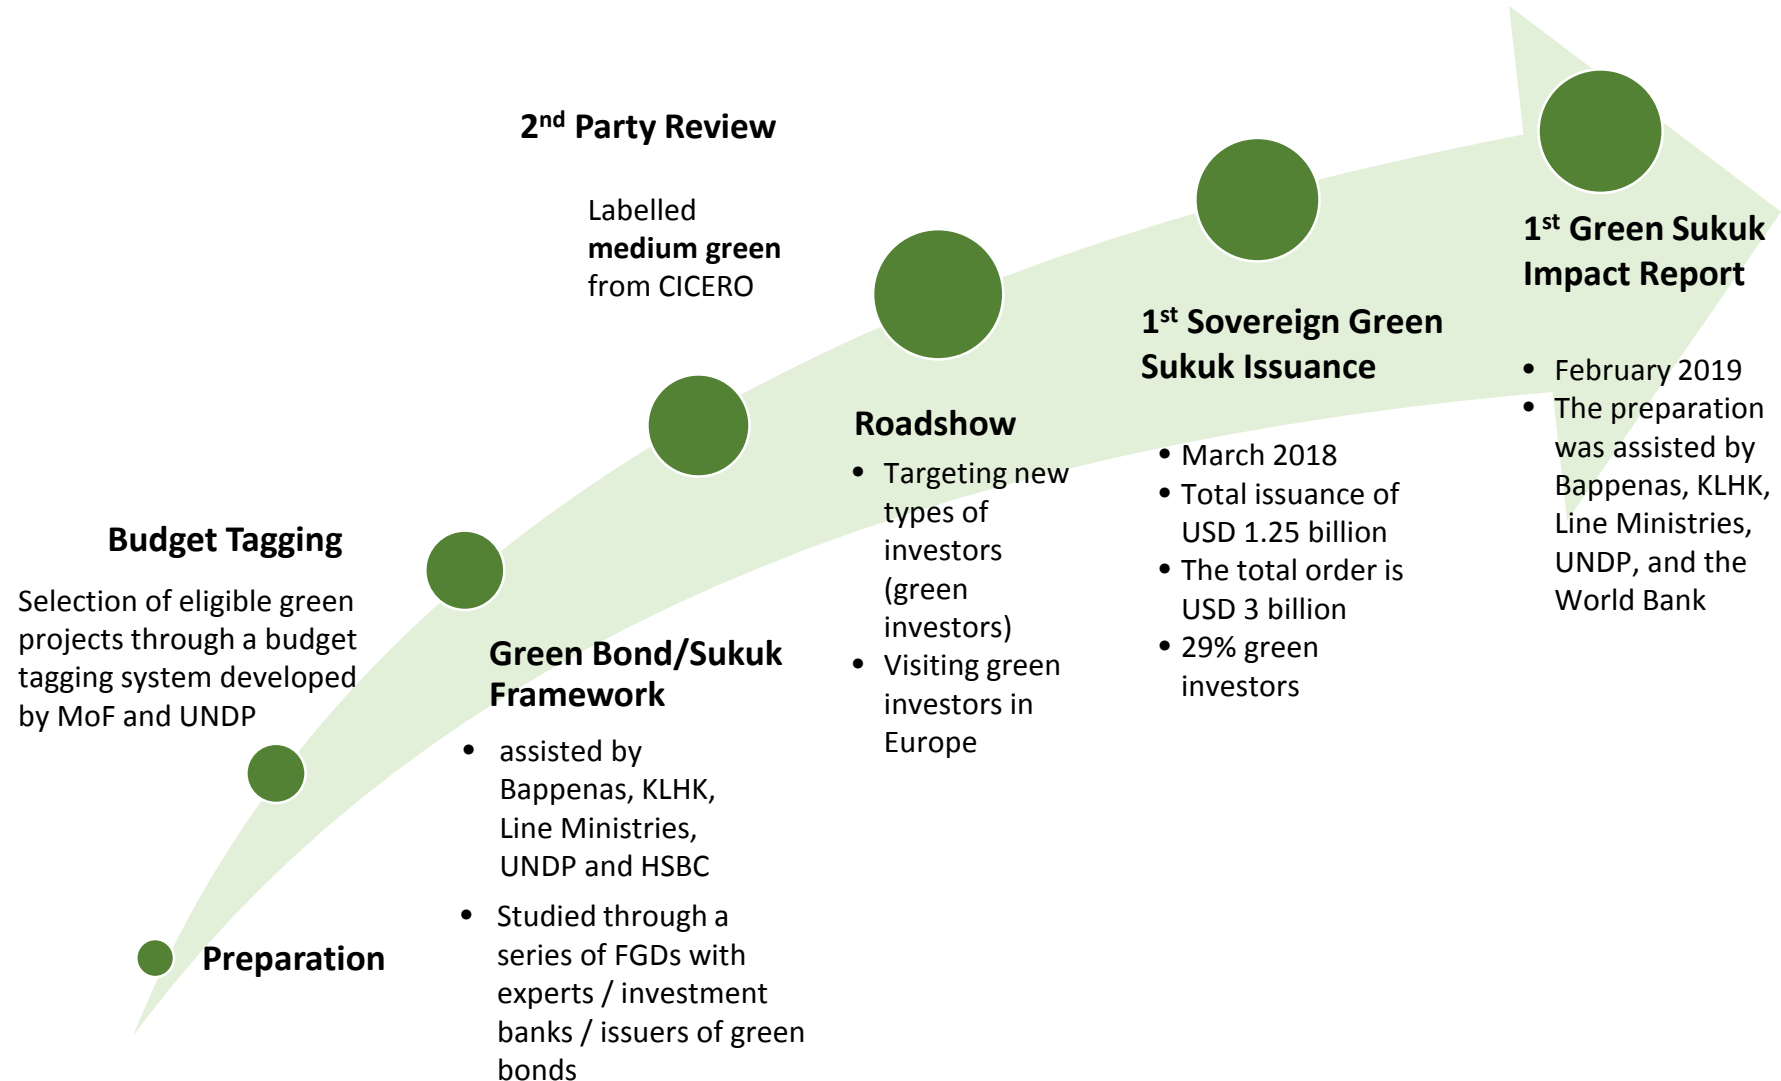 2nd Party Review
Labelled
medium green
from CICERO
Budget Tagging
Selection of eligible green
projects through a budget
tagging system developed
by MoF and UNDP
Preparation
Green Bond/Sukuk
Framework
• assisted by
Bappenas, KLHK,
Line Ministries,
UNDP and HSBC
• Studied through a
series of FGDs with
experts / investment
banks / issuers of green
bonds
Roadshow
• Targeting new
types of
investors
(green
investors)
• Visiting green
investors in
Europe
1st Sovereign Green
Sukuk Issuance
• March 2018
• Total issuance of
USD 1.25 billion
• The total order is
USD 3 billion
• 29% green
investors
1st Green Sukuk
Impact Report
• February 2019
• The preparation
was assisted by
Bappenas, KLHK,
Line Ministries,
UNDP, and the
World Bank